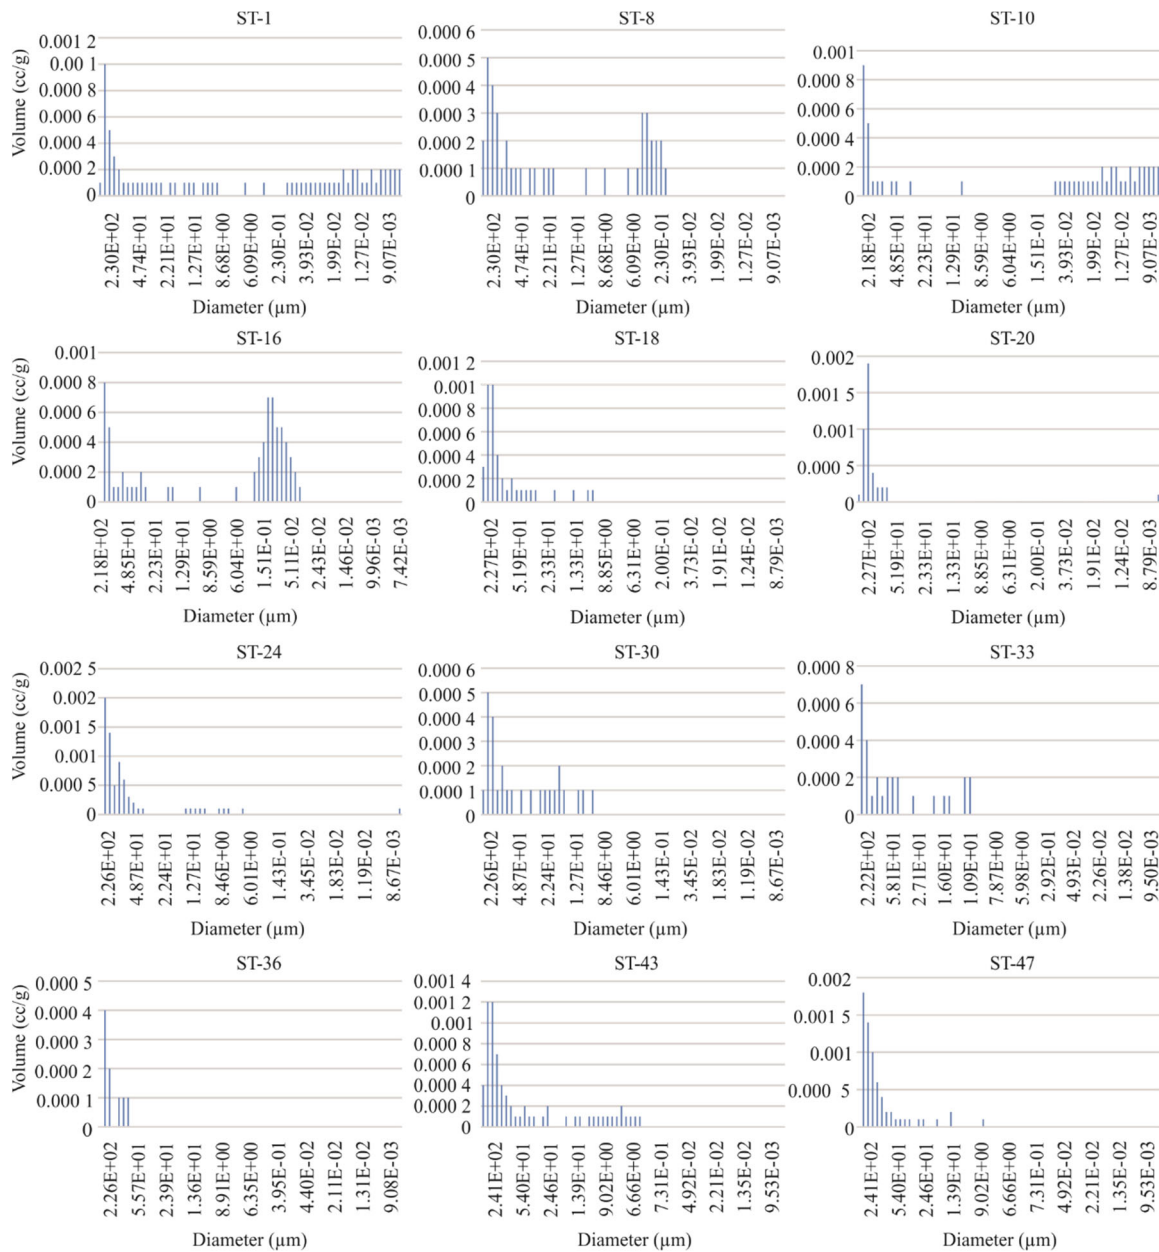 ST-1
Volume (cc/g)
0.001 2
0.00 1
0.000 8
0.000 6
0.000 4
0.000 2
0
2.30E+02
4.74E+01
2.21E+01
1.27E+01
8.68E+00
6.09E+00
2.30E-01
3.93E-02
1.99E-02
1.27E-02
9.07E-03
Diameter (µm)
ST-8
0.000 6
0.000 5
0.000 4
0.000 3
0.000 2
0.000 1
0
2.30E+02
4.74E+01
2.21E+01
1.27E+01
8.68E+00
6.09E+00
2.30E-01
3.93E-02
1.99E-02
1.27E-02
9.07E-03
Diameter (µm)
ST-10
0.001
0.000 8
0.000 6
0.000 4
0.000 2
0
2.18E+02
4.85E+01
2.23E+01
1.29E+01
8.59E+00
6.04E+00
1.51E-01
3.93E-02
1.99E-02
1.27E-02
9.07E-03
Diameter (µm)
ST-16
Volume (cc/g)
0.001
0.000 8
0.000 6
0.000 4
0.000 2
0
2.18E+02
4.85E+01
2.23E+01
1.29E+01
8.59E+00
6.04E+00
1.51E-01
5.11E-02
2.43E-02
1.46E-02
9.96E-03
7.42E-03
Diameter (µm)
ST-18
0.001 2
0.001
0.000 8
0.000 6
0.000 4
0.000 2
0
2.27E+02
5.19E+01
2.33E+01
1.33E+01
8.85E+00
6.31E+00
2.00E-01
3.73E-02
1.91E-02
1.24E-02
8.79E-03
Diameter (µm)
ST-20
0.002
0.001 5
0.001
0.000 5
0
2.27E+02
5.19E+01
2.33E+01
1.33E+01
8.85E+00
6.31E+00
2.00E-01
3.73E-02
1.91E-02
1.24E-02
8.79E-03
Diameter (µm)
ST-24
Volume (cc/g)
0.002 5
0.002
0.001 5
0.001
0.000 5
0
2.26E+02
4.87E+01
2.24E+01
1.27E+01
8.46E+00
6.01E+00
1.43E-01
3.45E-02
1.83E-02
1.19E-02
8.67E-03
Diameter (µm)
ST-30
0.000 6
0.000 5
0.000 4
0.000 3
0.000 2
0.000 1
0
2.26E+02
4.87E+01
2.24E+01
1.27E+01
8.46E+00
6.01E+00
1.43E-01
3.45E-02
1.83E-02
1.19E-02
8.67E-03
Diameter (µm)
ST-33
0.000 8
0.000 6
0.000 4
0.000 2
0
2.22E+02
5.81E+01
2.71E+01
1.60E+01
1.09E+01
7.87E+00
5.98E+00
2.92E-01
4.93E-02
2.26E-02
1.38E-02
9.50E-03
Diameter (µm)
ST-36
Volume (cc/g)
0.000 5
0.000 4
0.000 3
0.000 2
0.000 1
0
2.26E+02
5.57E+01
2.39E+01
1.36E+01
8.91E+00
6.35E+00
3.95E-01
4.40E-02
2.11E-02
1.31E-02
9.08E-03
Diameter (µm)
ST-43
0.001 4
0.001 2
0.001
0.000 8
0.000 6
0.000 4
0.000 2
0
2.41E+02
5.40E+01
2.46E+01
1.39E+01
9.02E+00
6.66E+00
7.31E-01
4.92E-02
2.21E-02
1.35E-02
9.53E-03
Diameter (µm)
ST-47
0.002
0.001 5
0.001
0.000 5
0
2.41E+02
5.40E+01
2.46E+01
1.39E+01
9.02E+00
6.66E+00
7.31E-01
4.92E-02
2.21E-02
1.35E-02
9.53E-03
Diameter (µm)